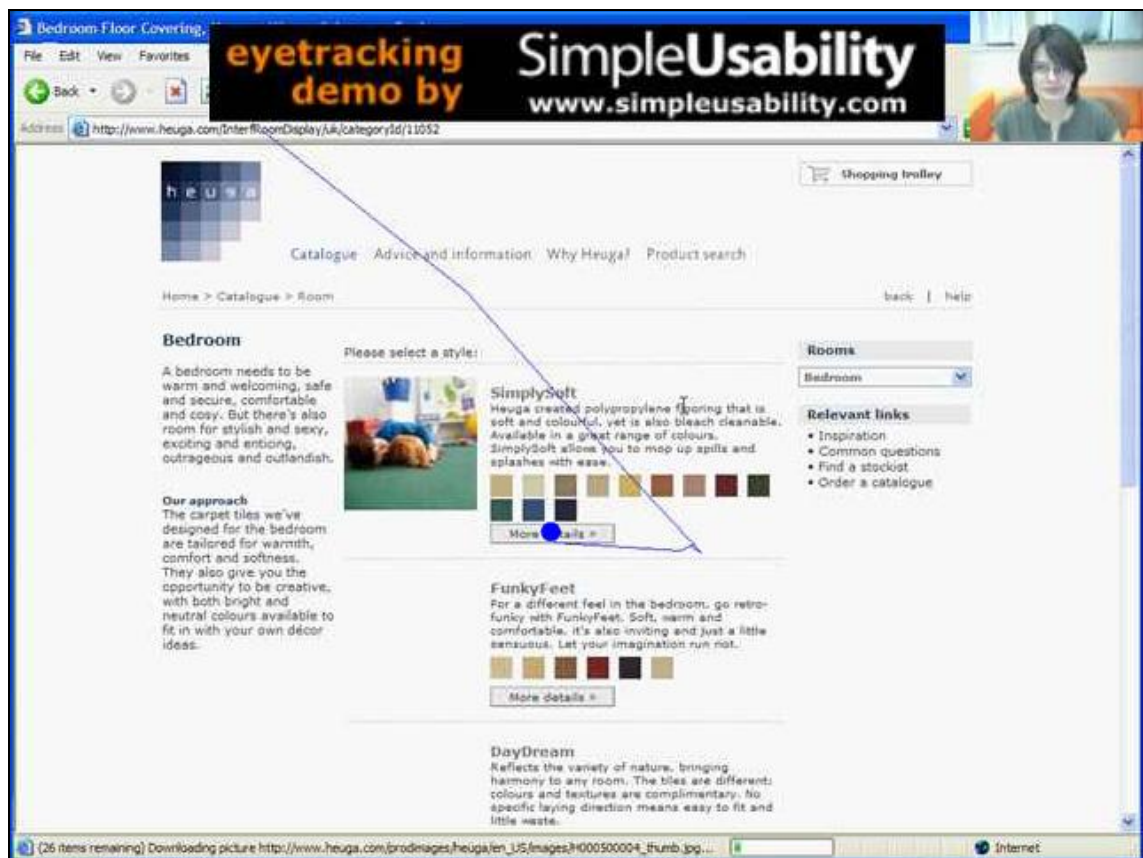 Bedroom Floor Covering,
eyetracking
demo by
SimpleUsability
www.simpleusability.com
File Edit View Favorites
Back
Address http://www.heuga.com/InterfRoomDisplay/uk/categoryId/11052
heuga
Shopping trolley
Catalogue Advice and information Why Heuga? Product search
Home > Catalogue > Room
back | help
Bedroom
A bedroom needs to be
warm and welcoming, safe
and secure, comfortable
and cosy. But there's also
room for stylish and sexy,
exciting and enticing,
outrageous and outlandish.
Our approach
The carpet tiles we've
designed for the bedroom
are tailored for warmth,
comfort and softness.
They also give you the
opportunity to be creative,
with both bright and
neutral colours available to
fit in with your own décor
ideas.
Please select a style:
SimplySoft
Heuga created polypropylene flooring that is
soft and colourful, yet is also bleach cleanable.
Available in a great range of colours.
SimplySoft allows you to mop up spills and
splashes with ease.
More details »
FunkyFeet
For a different feel in the bedroom, go retro-
funky with FunkyFeet. Soft, warm and
comfortable, it's also inviting and just a little
sensuous. Let your imagination run riot.
More details »
DayDream
Reflects the variety of nature, bringing
harmony to any room. The tiles are different;
colours and textures are complimentary. No
specific laying direction means easy to fit and
little waste.
Rooms
Bedroom
Relevant links
• Inspiration
• Common questions
• Find a stockist
• Order a catalogue
(26 items remaining) Downloading picture http://www.heuga.com/prodimages/heuga/en_US/images/H000500004_thumb.jpg...
Internet